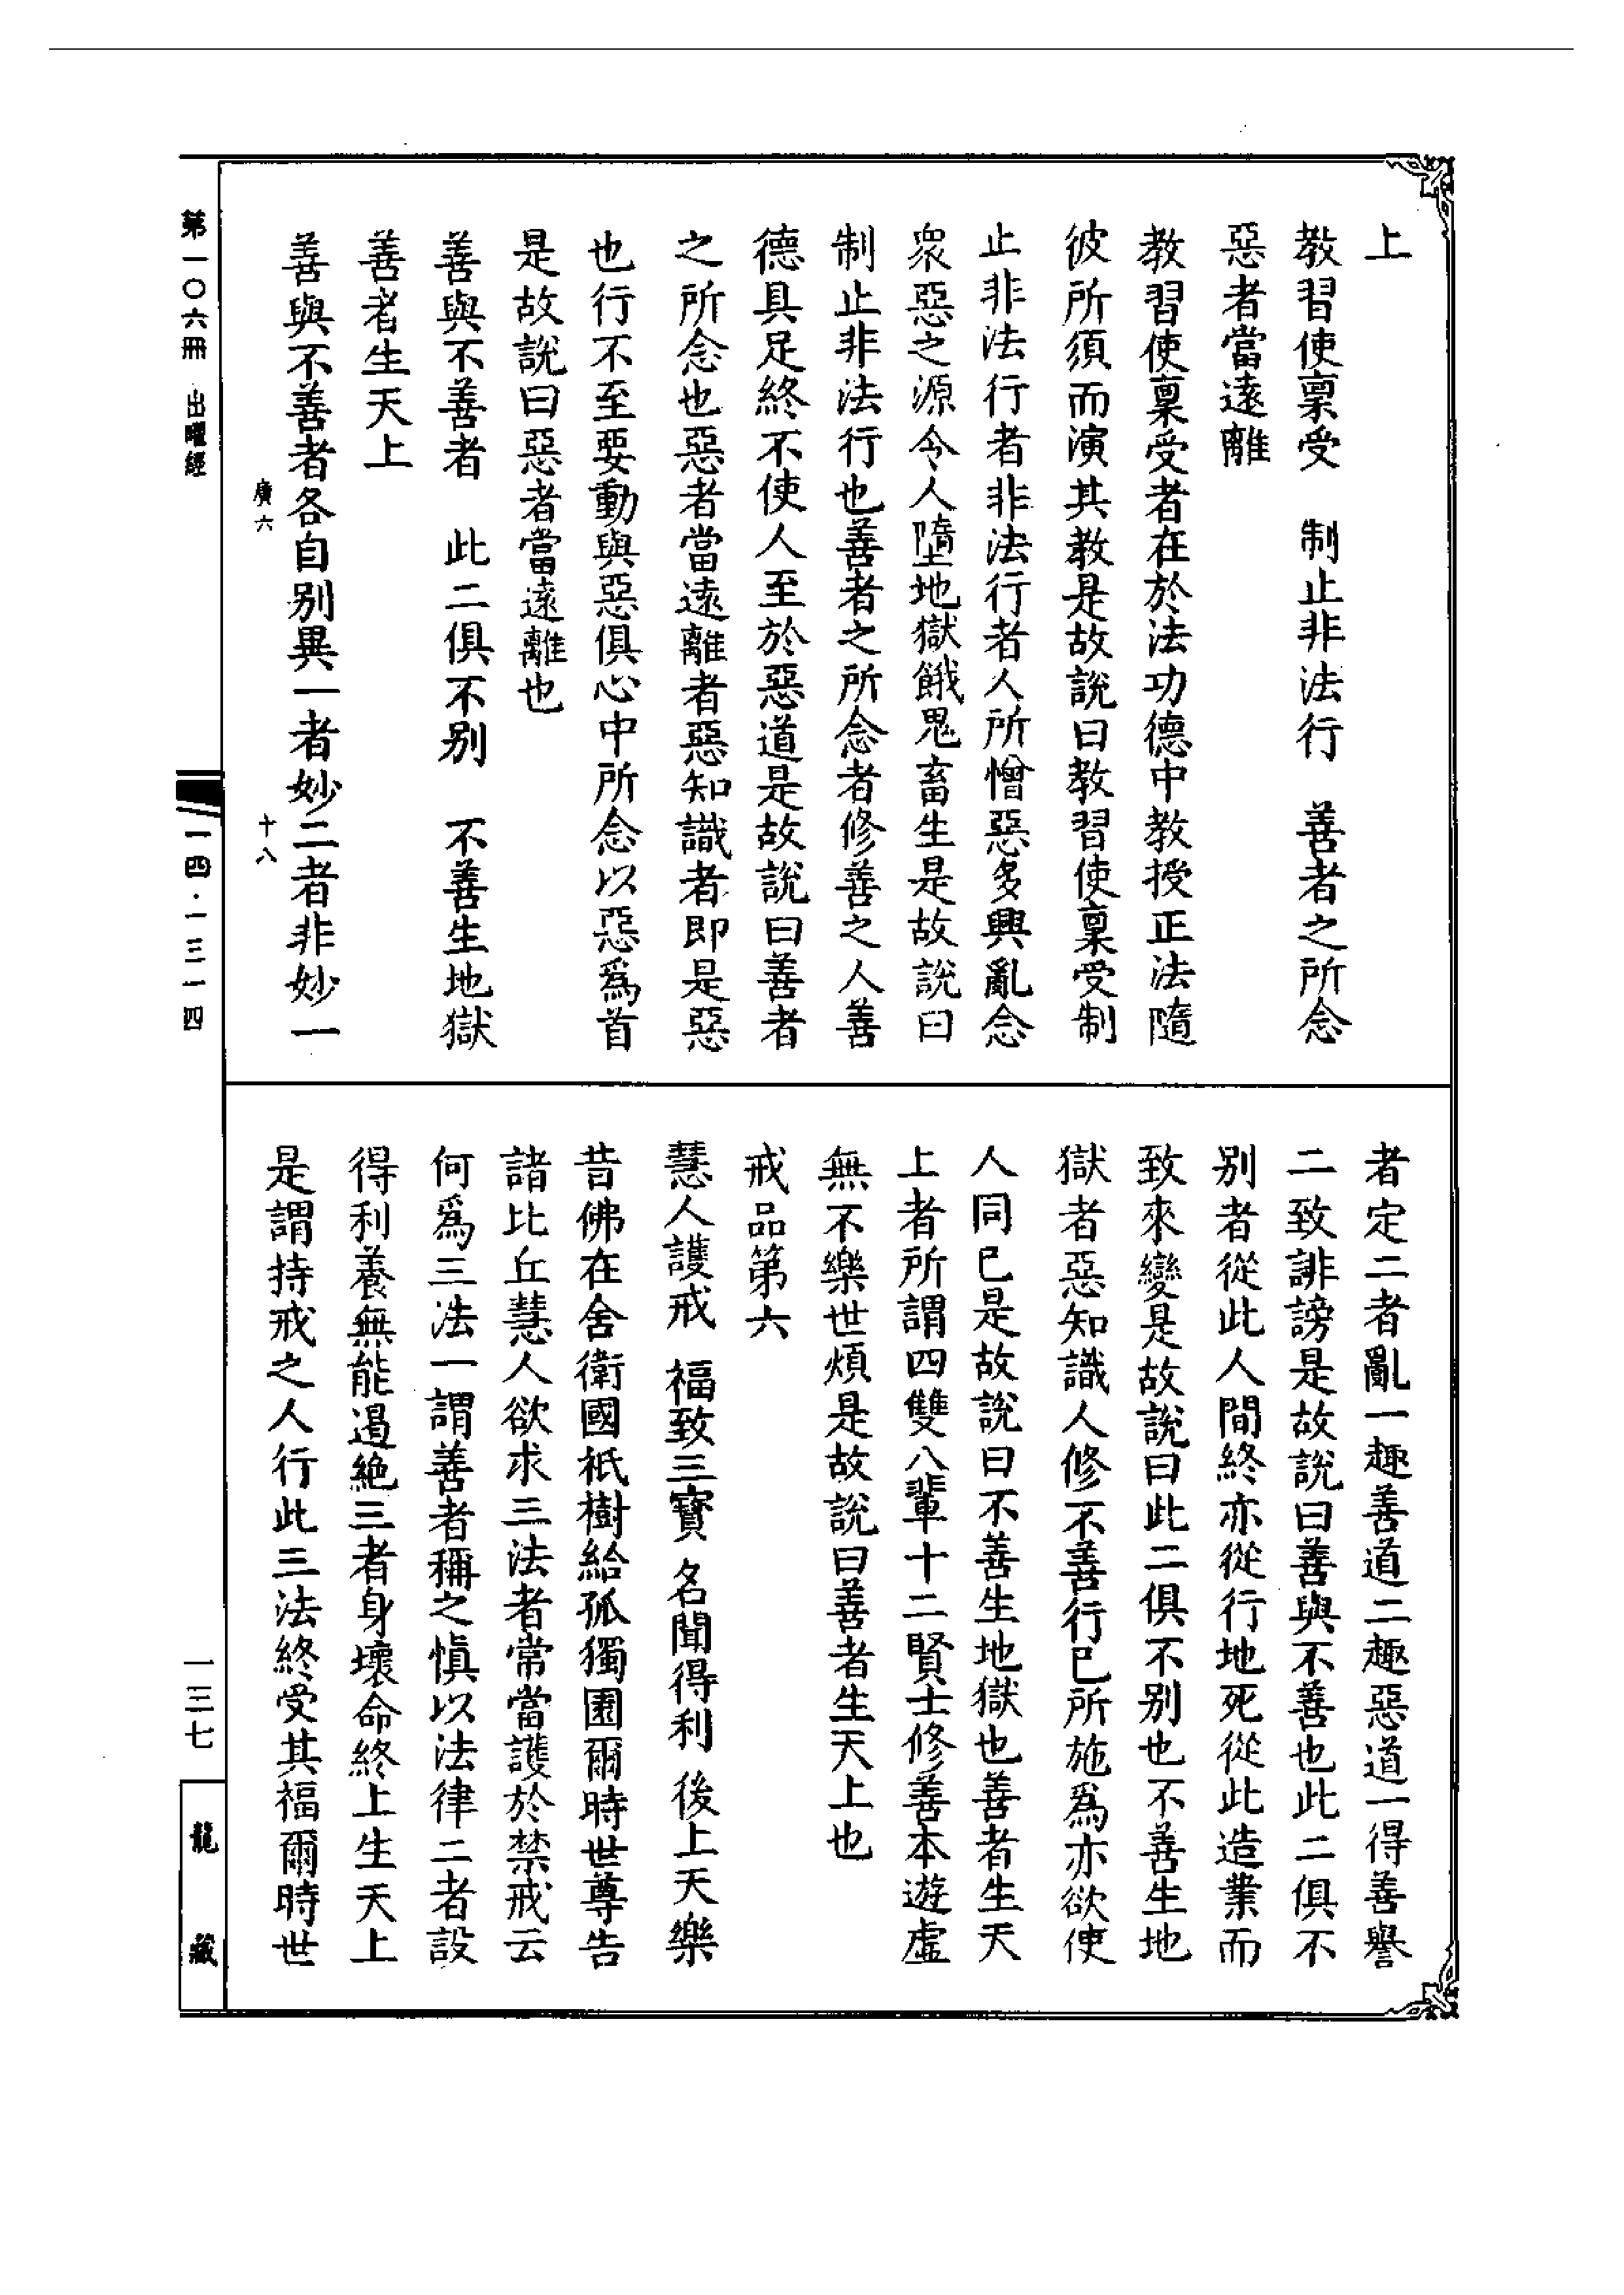 上
教習使稟受　制止非法行　善者之所念
惡者當遠離
教習使稟受者在於法功德中教授正法隨
彼所須而演其教是故說曰教習使稟受制
止非法行者非法行者人所憎惡多興亂念
衆惡之源令人墮地獄餓鬼畜生是故說曰
制止非法行也善者之所念者修善之人善
德具足終不使人至於惡道是故說曰善者
之所念也惡者當遠離者惡知識者即是惡
也行不至要動與惡俱心中所念以惡爲首
是故說曰惡者當遠離也
善與不善者　此二俱不别　不善生地獄
善者生天上
善與不善者各自别異一者妙二者非妙一
廣六　十八
者定二者亂一趣善道二趣惡道一得善譽
二致誹謗是故說曰善與不善也此二俱不
别者從此人間終亦從行地死從此造業而
致來變是故說曰此二俱不别也不善生地
獄者惡知識人修不善行已所施爲亦欲使
人同已是故說曰不善生地獄也善者生天
上者所謂四雙八輩十二賢士修善本遊虛
無不樂世煩是故說曰善者生天上也
戒品第六
慧人護戒　福致三寶　名聞得利　後上天樂
昔佛在舍衛國祇樹給孤獨園爾時世尊告
諸比丘慧人欲求三法者常當護於禁戒云
何爲三法一謂善者稱之愼以法律二者設
得利養無能遏絶三者身壞命終上生天上
是謂持戒之人行此三法終受其福爾時世
第一〇六冊　出曜經
一四·一三一四
一三七
龍藏